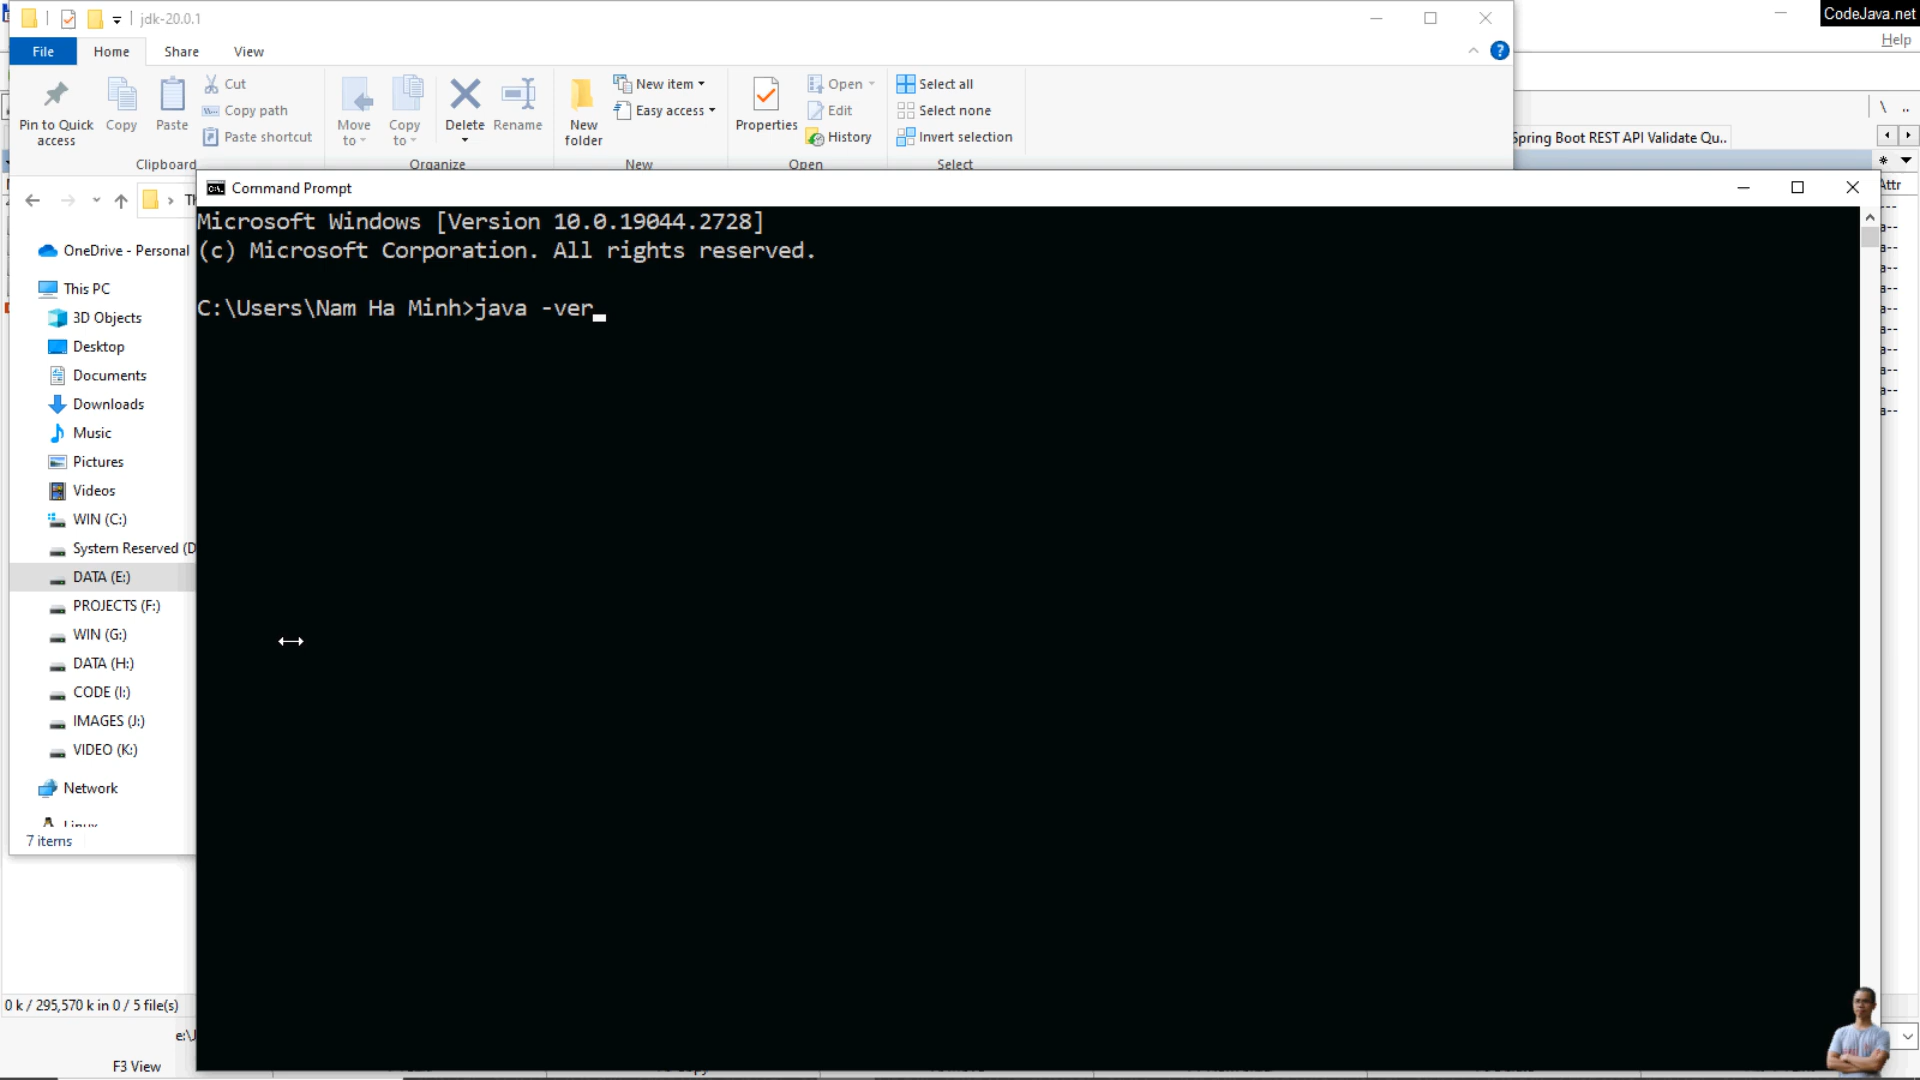 jdk-20.0.1
CodeJava.net
Help
File Home Share View
Pin to Quick access
Copy
Paste
Cut
Copy path
Paste shortcut
Move to
Copy to
Delete
Rename
New folder
New item
Easy access
Properties
Open
Edit
History
Select all
Select none
Invert selection
Clipboard
Organize
New
Open
Select
\ ..
Spring Boot REST API Validate Qu..
Attr
Command Prompt
Microsoft Windows [Version 10.0.19044.2728]
(c) Microsoft Corporation. All rights reserved.
C:\Users\Nam Ha Minh>java -ver
OneDrive - Personal
This PC
3D Objects
Desktop
Documents
Downloads
Music
Pictures
Videos
WIN (C:)
System Reserved (D
DATA (E:)
PROJECTS (F:)
WIN (G:)
DATA (H:)
CODE (I:)
IMAGES (J:)
VIDEO (K:)
Network
Linux
7 items
a--
a--
a--
a--
a--
a--
a--
a--
0 k / 295,570 k in 0 / 5 file(s)
F3 View